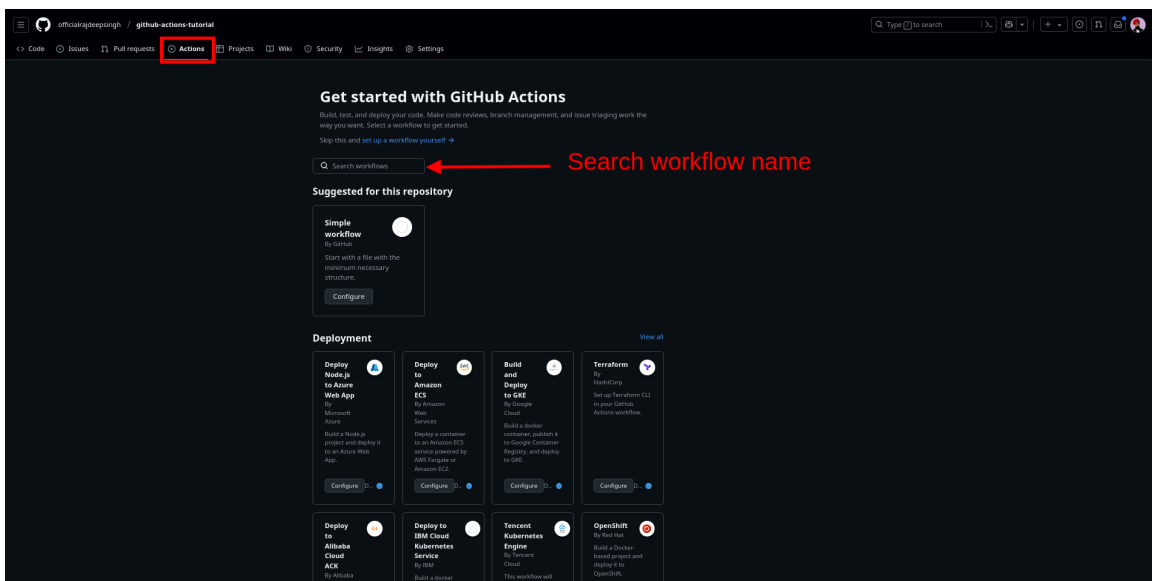 officialrajdeepsingh / github-actions-tutorial
Type / to search
Code Issues Pull requests Actions Projects Wiki Security Insights Settings
Get started with GitHub Actions
Build, test, and deploy your code. Make code reviews, branch management, and issue triaging work the
way you want. Select a workflow to get started.
Skip this and set up a workflow yourself →
Search workflows
Search workflow name
Suggested for this repository
Simple
workflow
By GitHub
Start with a file with the
minimum necessary
structure.
Configure
Deployment
View all
Deploy
Node.js
to Azure
Web App
By
Microsoft
Azure
Build a Node.js
project and deploy it
to an Azure Web
App.
Configure D...
Deploy
to
Amazon
ECS
By Amazon
Web
Services
Deploy a container
to an Amazon ECS
service powered by
AWS Fargate or
Amazon EC2.
Configure D...
Build
and
Deploy
to GKE
By Google
Cloud
Build a docker
container, publish it
to Google Container
Registry, and deploy
to GKE.
Configure D...
Terraform
By
HashiCorp
Set up Terraform CLI
in your GitHub
Actions workflow.
Configure D...
Deploy
to
Alibaba
Cloud
ACK
By Alibaba
Deploy to
IBM Cloud
Kubernetes
Service
By IBM
Build a docker
Tencent
Kubernetes
Engine
By Tencent
Cloud
This workflow will
OpenShift
By Red Hat
Build a Docker-
based project and
deploy it to
OpenShift.